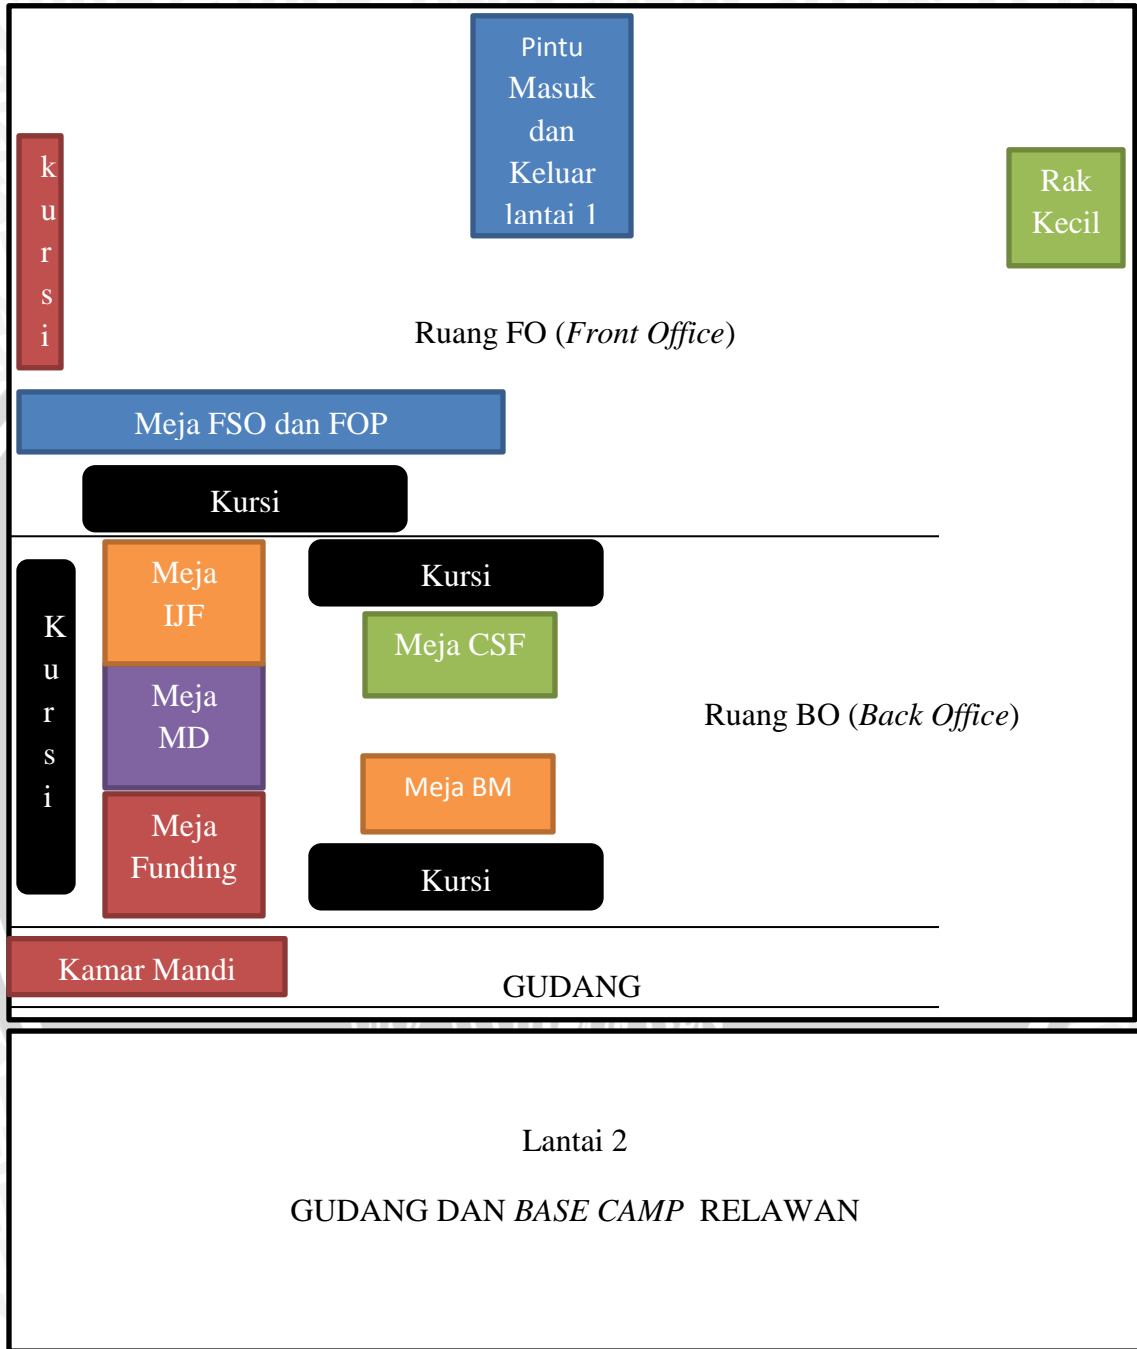 Pintu
Masuk
dan
Keluar
lantai 1
k
u
r
s
i
Rak
Kecil
Ruang FO (Front Office)
Meja FSO dan FOP
Kursi
K
u
r
s
i
Meja
IJF
Kursi
Meja CSF
Meja
MD
Ruang BO (Back Office)
Meja BM
Meja
Funding
Kursi
Kamar Mandi
GUDANG
Lantai 2
GUDANG DAN BASE CAMP RELAWAN